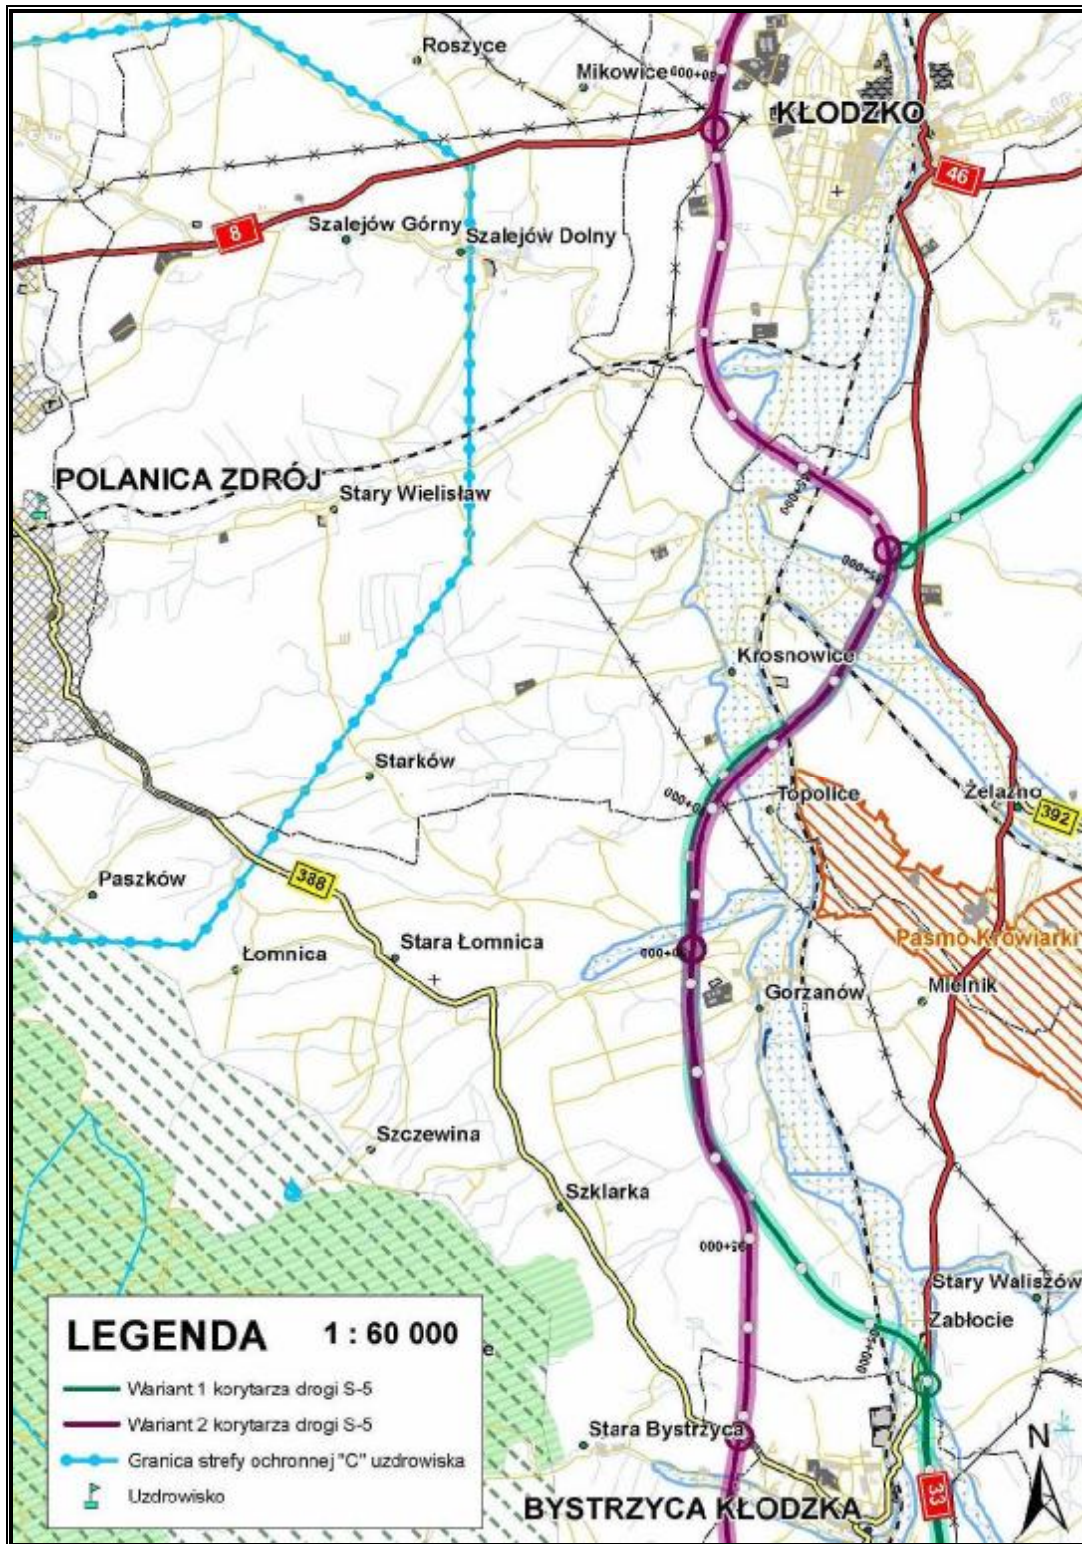 Roszyce
Mikowice
KŁODZKO
46
8
Szalejów Górny
Szalejów Dolny
POLANICA ZDRÓJ
Stary Wielisław
Krosnowice
Starków
Topolice
Żelazno
392
Paszków
388
Łomnica
Stara Łomnica
Pasmo Krowiarki
Mielnik
Gorzanów
Szczewina
Szklarka
Stary Waliszów
Zabłocie
LEGENDA 1 : 60 000
Wariant 1 korytarza drogi S-5
Wariant 2 korytarza drogi S-5
Granica strefy ochronnej "C" uzdrowiska
Uzdrowisko
Stara Bystrzyca
N
BYSTRZYCA KŁODZKA
33